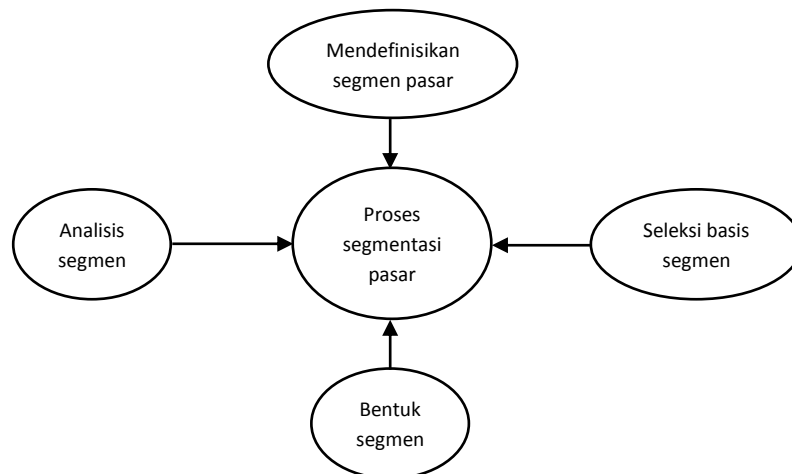 Mendefinisikan
segmen pasar
Analisis
segmen
Proses
segmentasi
pasar
Seleksi basis
segmen
Bentuk
segmen